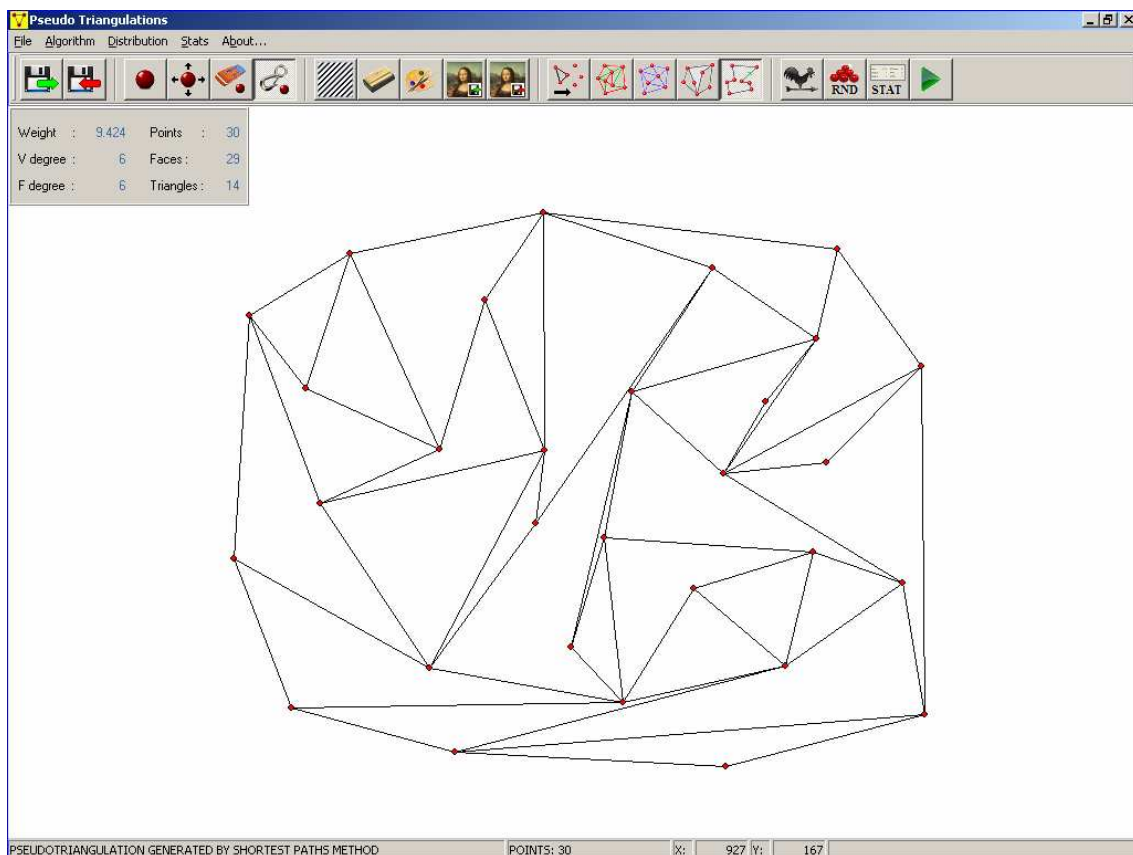 Pseudo Triangulations
File Algorithm Distribution Stats About...
RND STAT
Weight : 9.424 Points : 30
V degree : 6 Faces : 29
F degree : 6 Triangles : 14
PSEUDOTRIANGULATION GENERATED BY SHORTEST PATHS METHOD POINTS: 30 X: 927 Y: 167